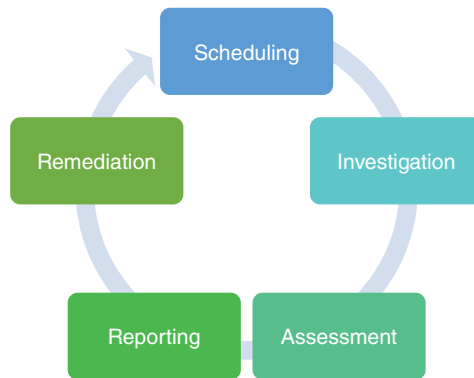 Scheduling
Investigation
Assessment
Reporting
Remediation